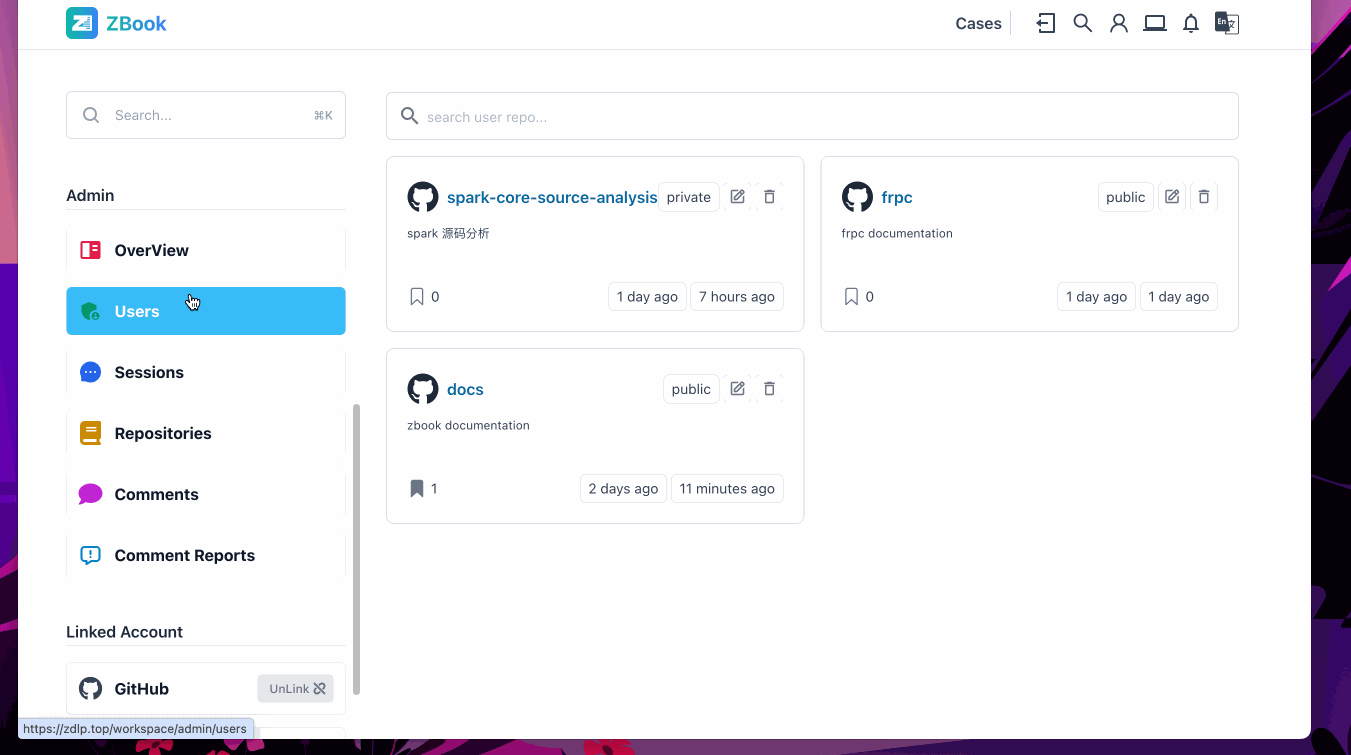 ZBook
Cases
En
Search...
⌘K
Admin
OverView
Users
Sessions
Repositories
Comments
Comment Reports
Linked Account
GitHub
UnLink
search user repo...
spark-core-source-analysis
private
spark 源码分析
0
1 day ago
7 hours ago
frpc
public
frpc documentation
0
1 day ago
1 day ago
docs
public
zbook documentation
1
2 days ago
11 minutes ago
https://zdlp.top/workspace/admin/users